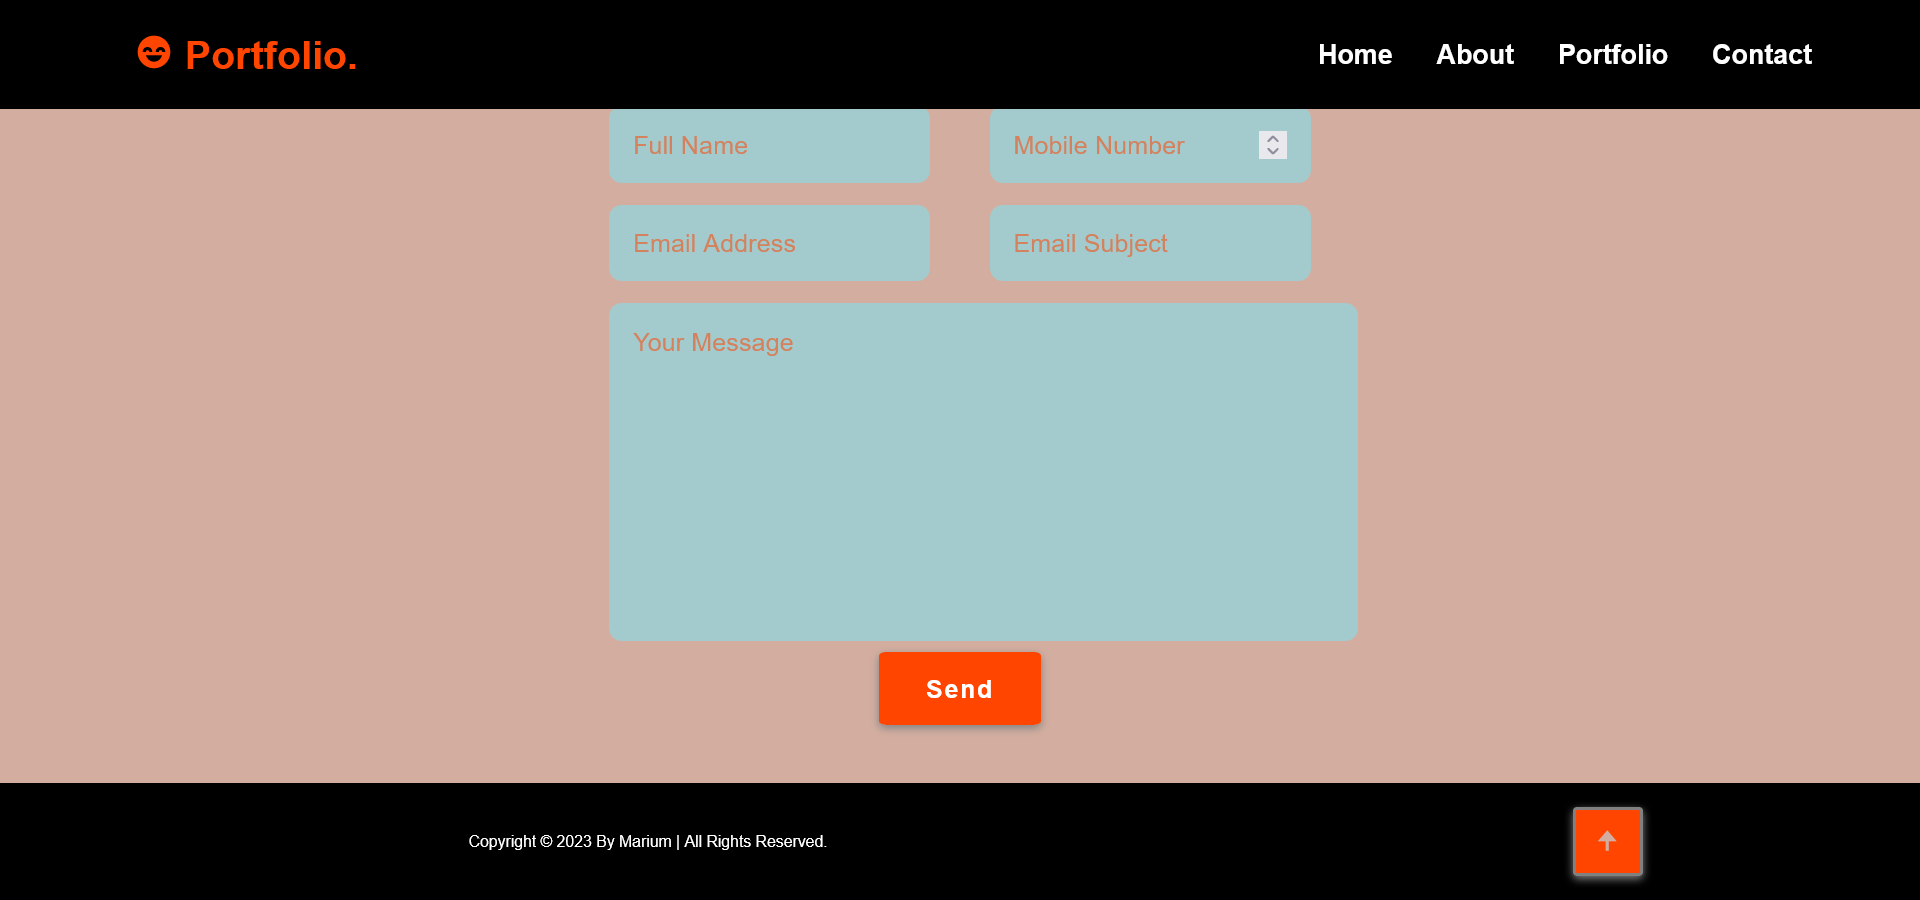 Portfolio.
Home About Portfolio Contact
Full Name
Mobile Number
Email Address
Email Subject
Your Message
Send
Copyright © 2023 By Marium | All Rights Reserved.